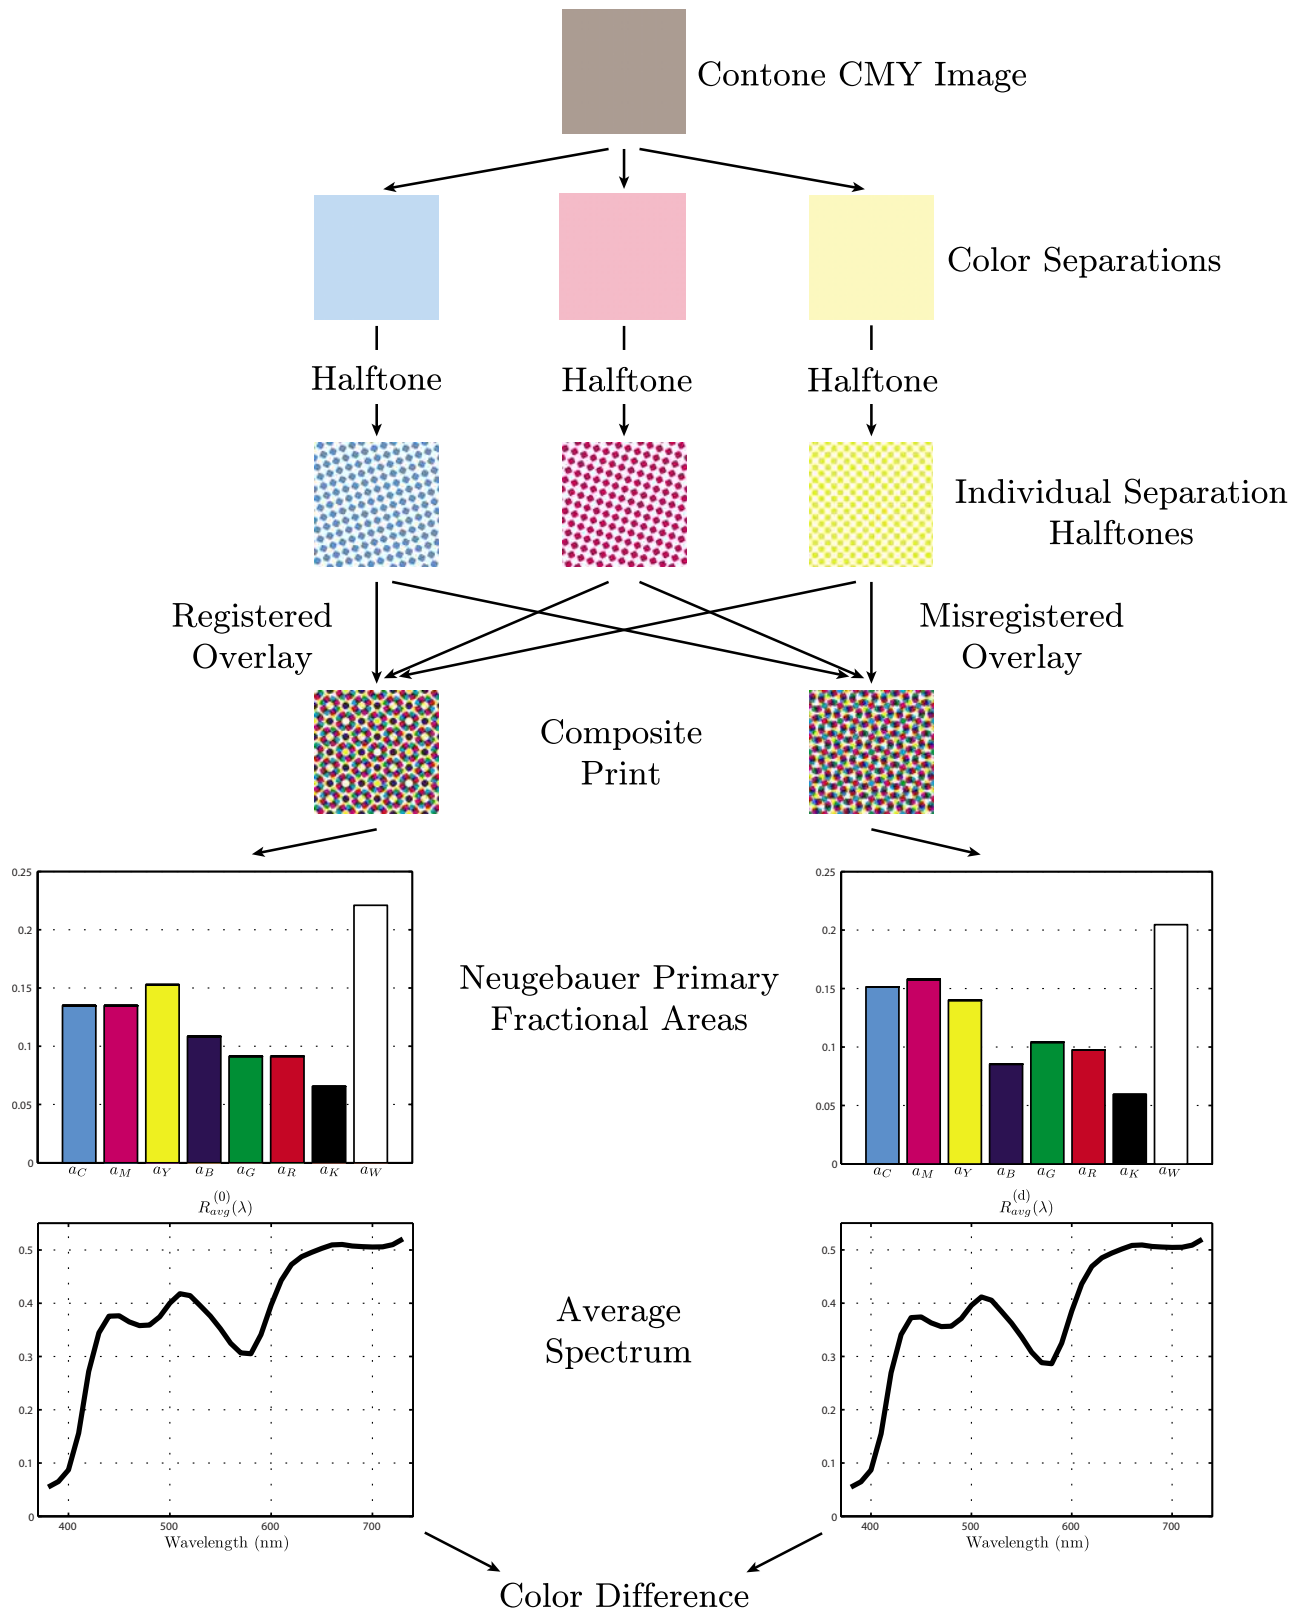 Contone CMY Image
Color Separations
Halftone Halftone Halftone
Individual Separation
Halftones
Registered
Overlay
Misregistered
Overlay
Composite
Print
Neugebauer Primary
Fractional Areas
0.25
0.2
0.15
0.1
0.05
0
a_C a_M a_Y a_B a_G a_R a_K a_W
0.25
0.2
0.15
0.1
0.05
0
a_C a_M a_Y a_B a_G a_R a_K a_W
R_avg^(0)(λ)
0.5
0.4
0.3
0.2
0.1
0
400 500 600 700
Wavelength (nm)
Average
Spectrum
R_avg^(d)(λ)
0.5
0.4
0.3
0.2
0.1
0
400 500 600 700
Wavelength (nm)
Color Difference